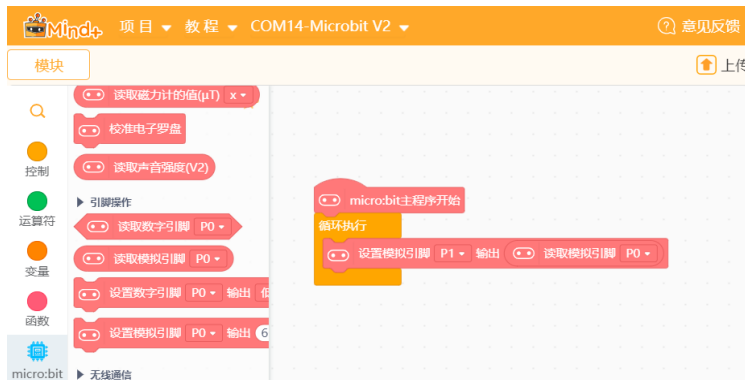 Mind+ 项目 教程 COM14-Microbit V2 意见反馈
模块 上传
读取磁力计的值(μT) x
校准电子罗盘
控制
读取声音强度(V2)
引脚操作
运算符
读取数字引脚 P0
读取模拟引脚 P0
变量
设置数字引脚 P0 输出
函数
设置模拟引脚 P0 输出 6
micro:bit
无线通信
micro:bit主程序开始
循环执行
设置模拟引脚 P1 输出 读取模拟引脚 P0